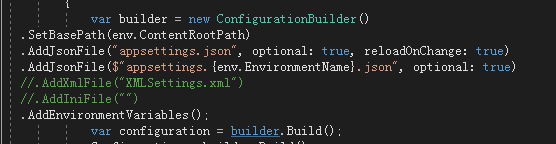 {
var builder = new ConfigurationBuilder()
.SetBasePath(env.ContentRootPath)
.AddJsonFile("appsettings.json", optional: true, reloadOnChange: true)
.AddJsonFile($"appsettings.{env.EnvironmentName}.json", optional: true)
//.AddXmlFile("XMLSettings.xml")
//.AddIniFile("")
.AddEnvironmentVariables();
var configuration = builder.Build();